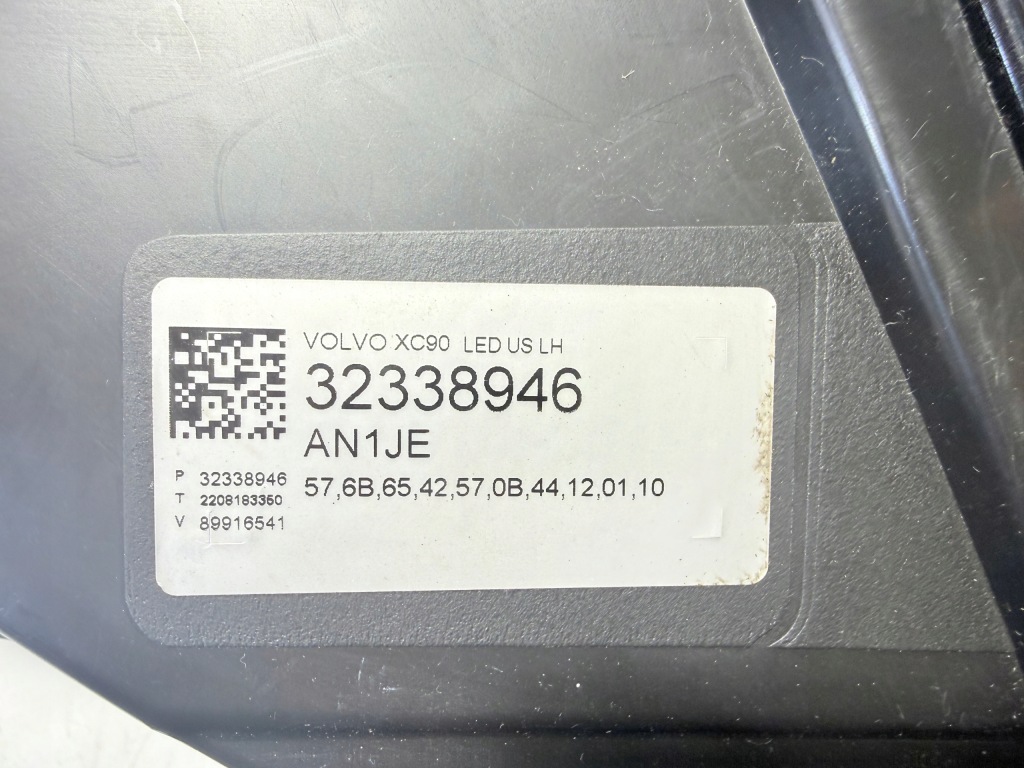 VOLVO XC90 LED US LH
32338946
AN1JE
57,6B,65,42,57,0B,44,12,01,10
P 32338946
T 2208183350
V 89916541